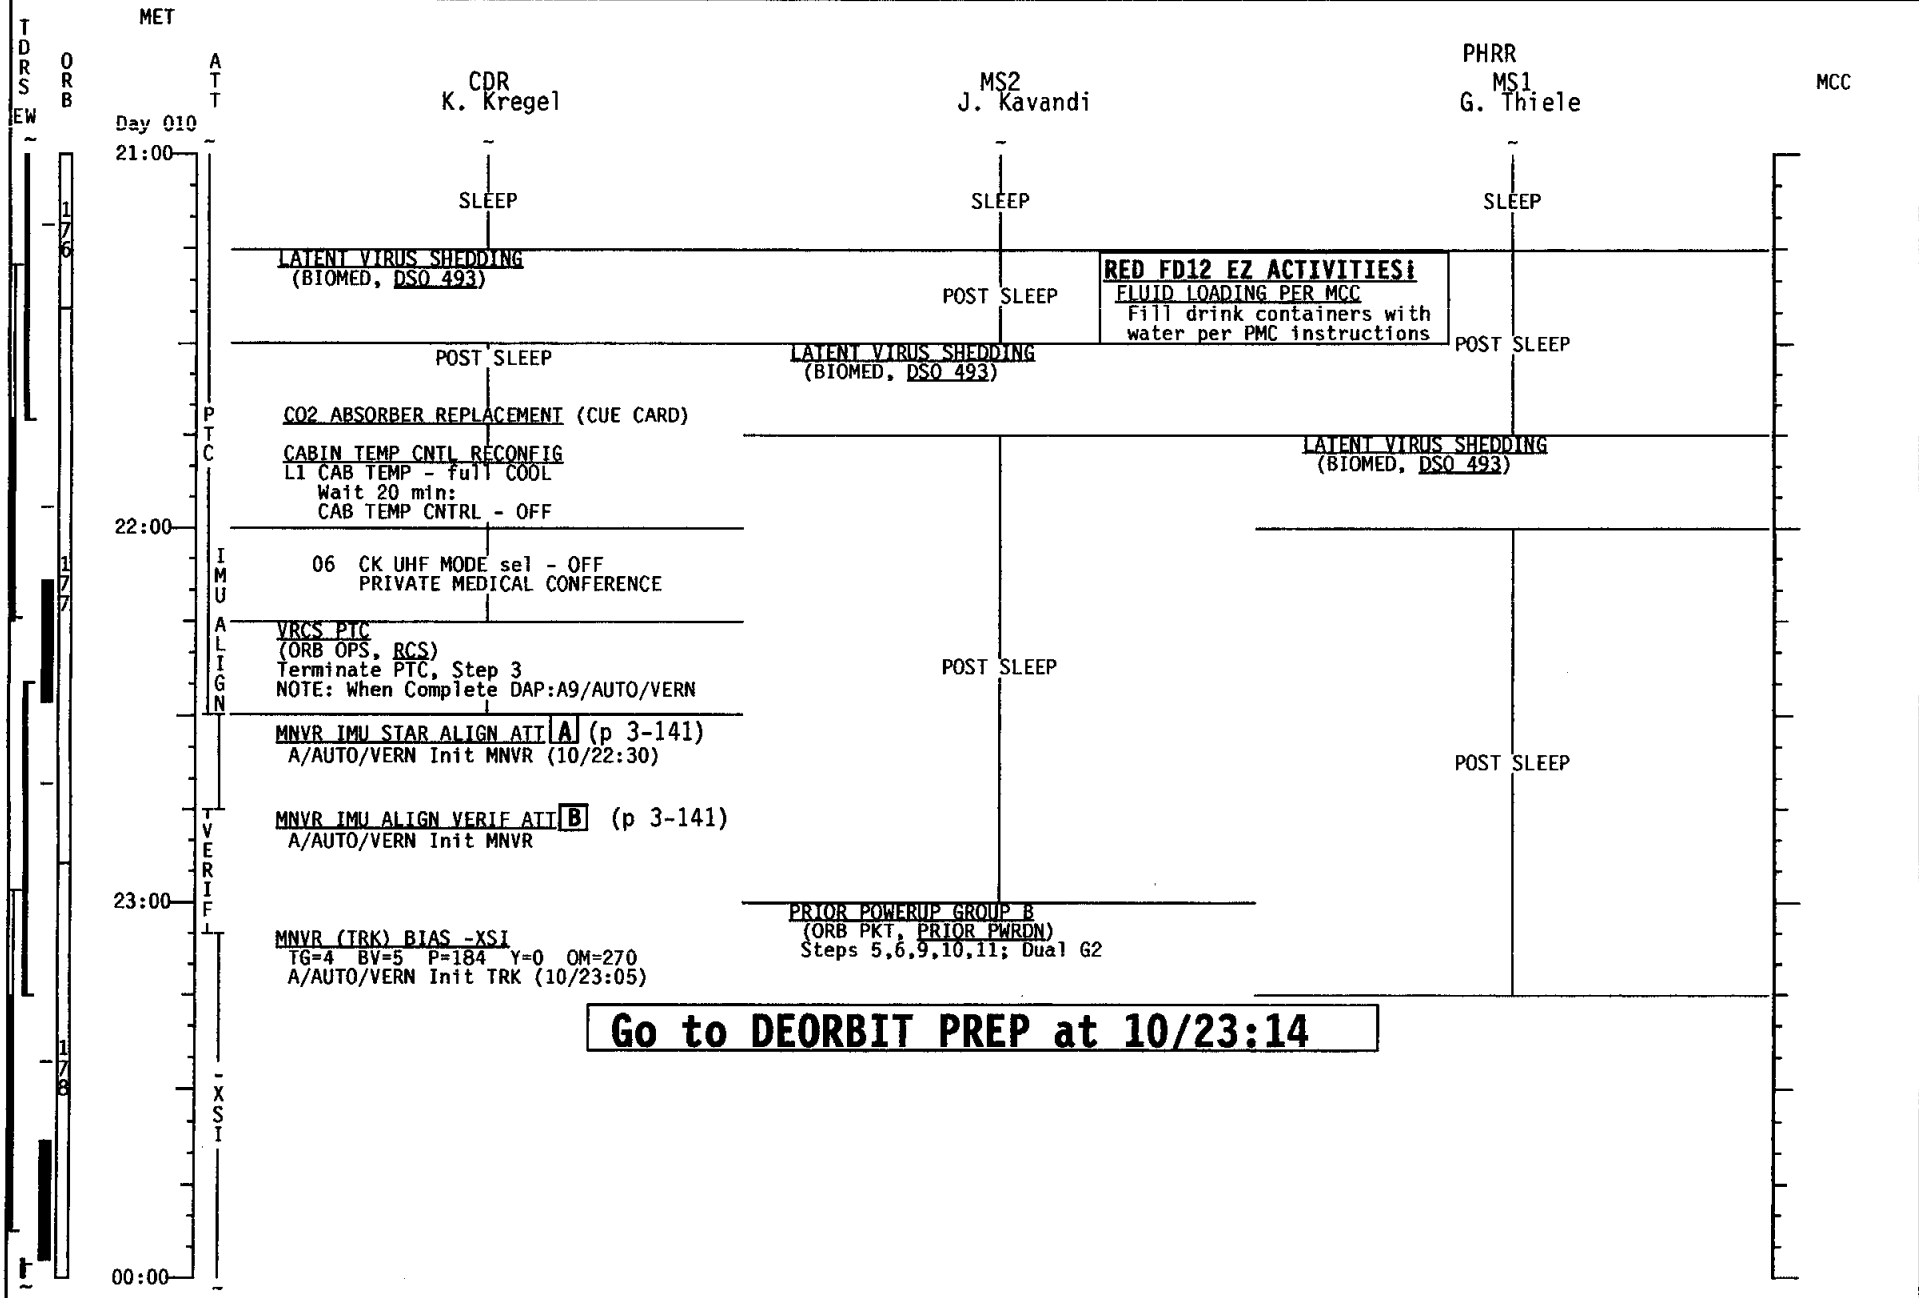 TDRS
EW
ORB
MET
ATT
Day 010
CDR
K. Kregel
MS2
J. Kavandi
PHRR
MS1
G. Thiele
MCC
21:00
22:00
23:00
00:00
176
177
178
PTC
IMU ALIGN
VERIF
-XSI
SLEEP
LATENT VIRUS SHEDDING
(BIOMED, DSO 493)
POST SLEEP
CO2 ABSORBER REPLACEMENT (CUE CARD)
CABIN TEMP CNTL RECONFIG
L1 CAB TEMP - full COOL
Wait 20 min:
CAB TEMP CNTRL - OFF
06 CK UHF MODE sel - OFF
PRIVATE MEDICAL CONFERENCE
VRCS PTC
(ORB OPS, RCS)
Terminate PTC, Step 3
NOTE: When Complete DAP:A9/AUTO/VERN
MNVR IMU STAR ALIGN ATT A (p 3-141)
A/AUTO/VERN Init MNVR (10/22:30)
MNVR IMU ALIGN VERIF ATT B (p 3-141)
A/AUTO/VERN Init MNVR
MNVR (TRK) BIAS -XSI
TG=4 BV=5 P=184 Y=0 OM=270
A/AUTO/VERN Init TRK (10/23:05)
SLEEP
POST SLEEP
LATENT VIRUS SHEDDING
(BIOMED, DSO 493)
POST SLEEP
PRIOR POWERUP GROUP B
(ORB PKT, PRIOR PWRDN)
Steps 5,6,9,10,11; Dual G2
RED FD12 EZ ACTIVITIES:
FLUID LOADING PER MCC
Fill drink containers with
water per PMC instructions
SLEEP
POST SLEEP
LATENT VIRUS SHEDDING
(BIOMED, DSO 493)
POST SLEEP
Go to DEORBIT PREP at 10/23:14